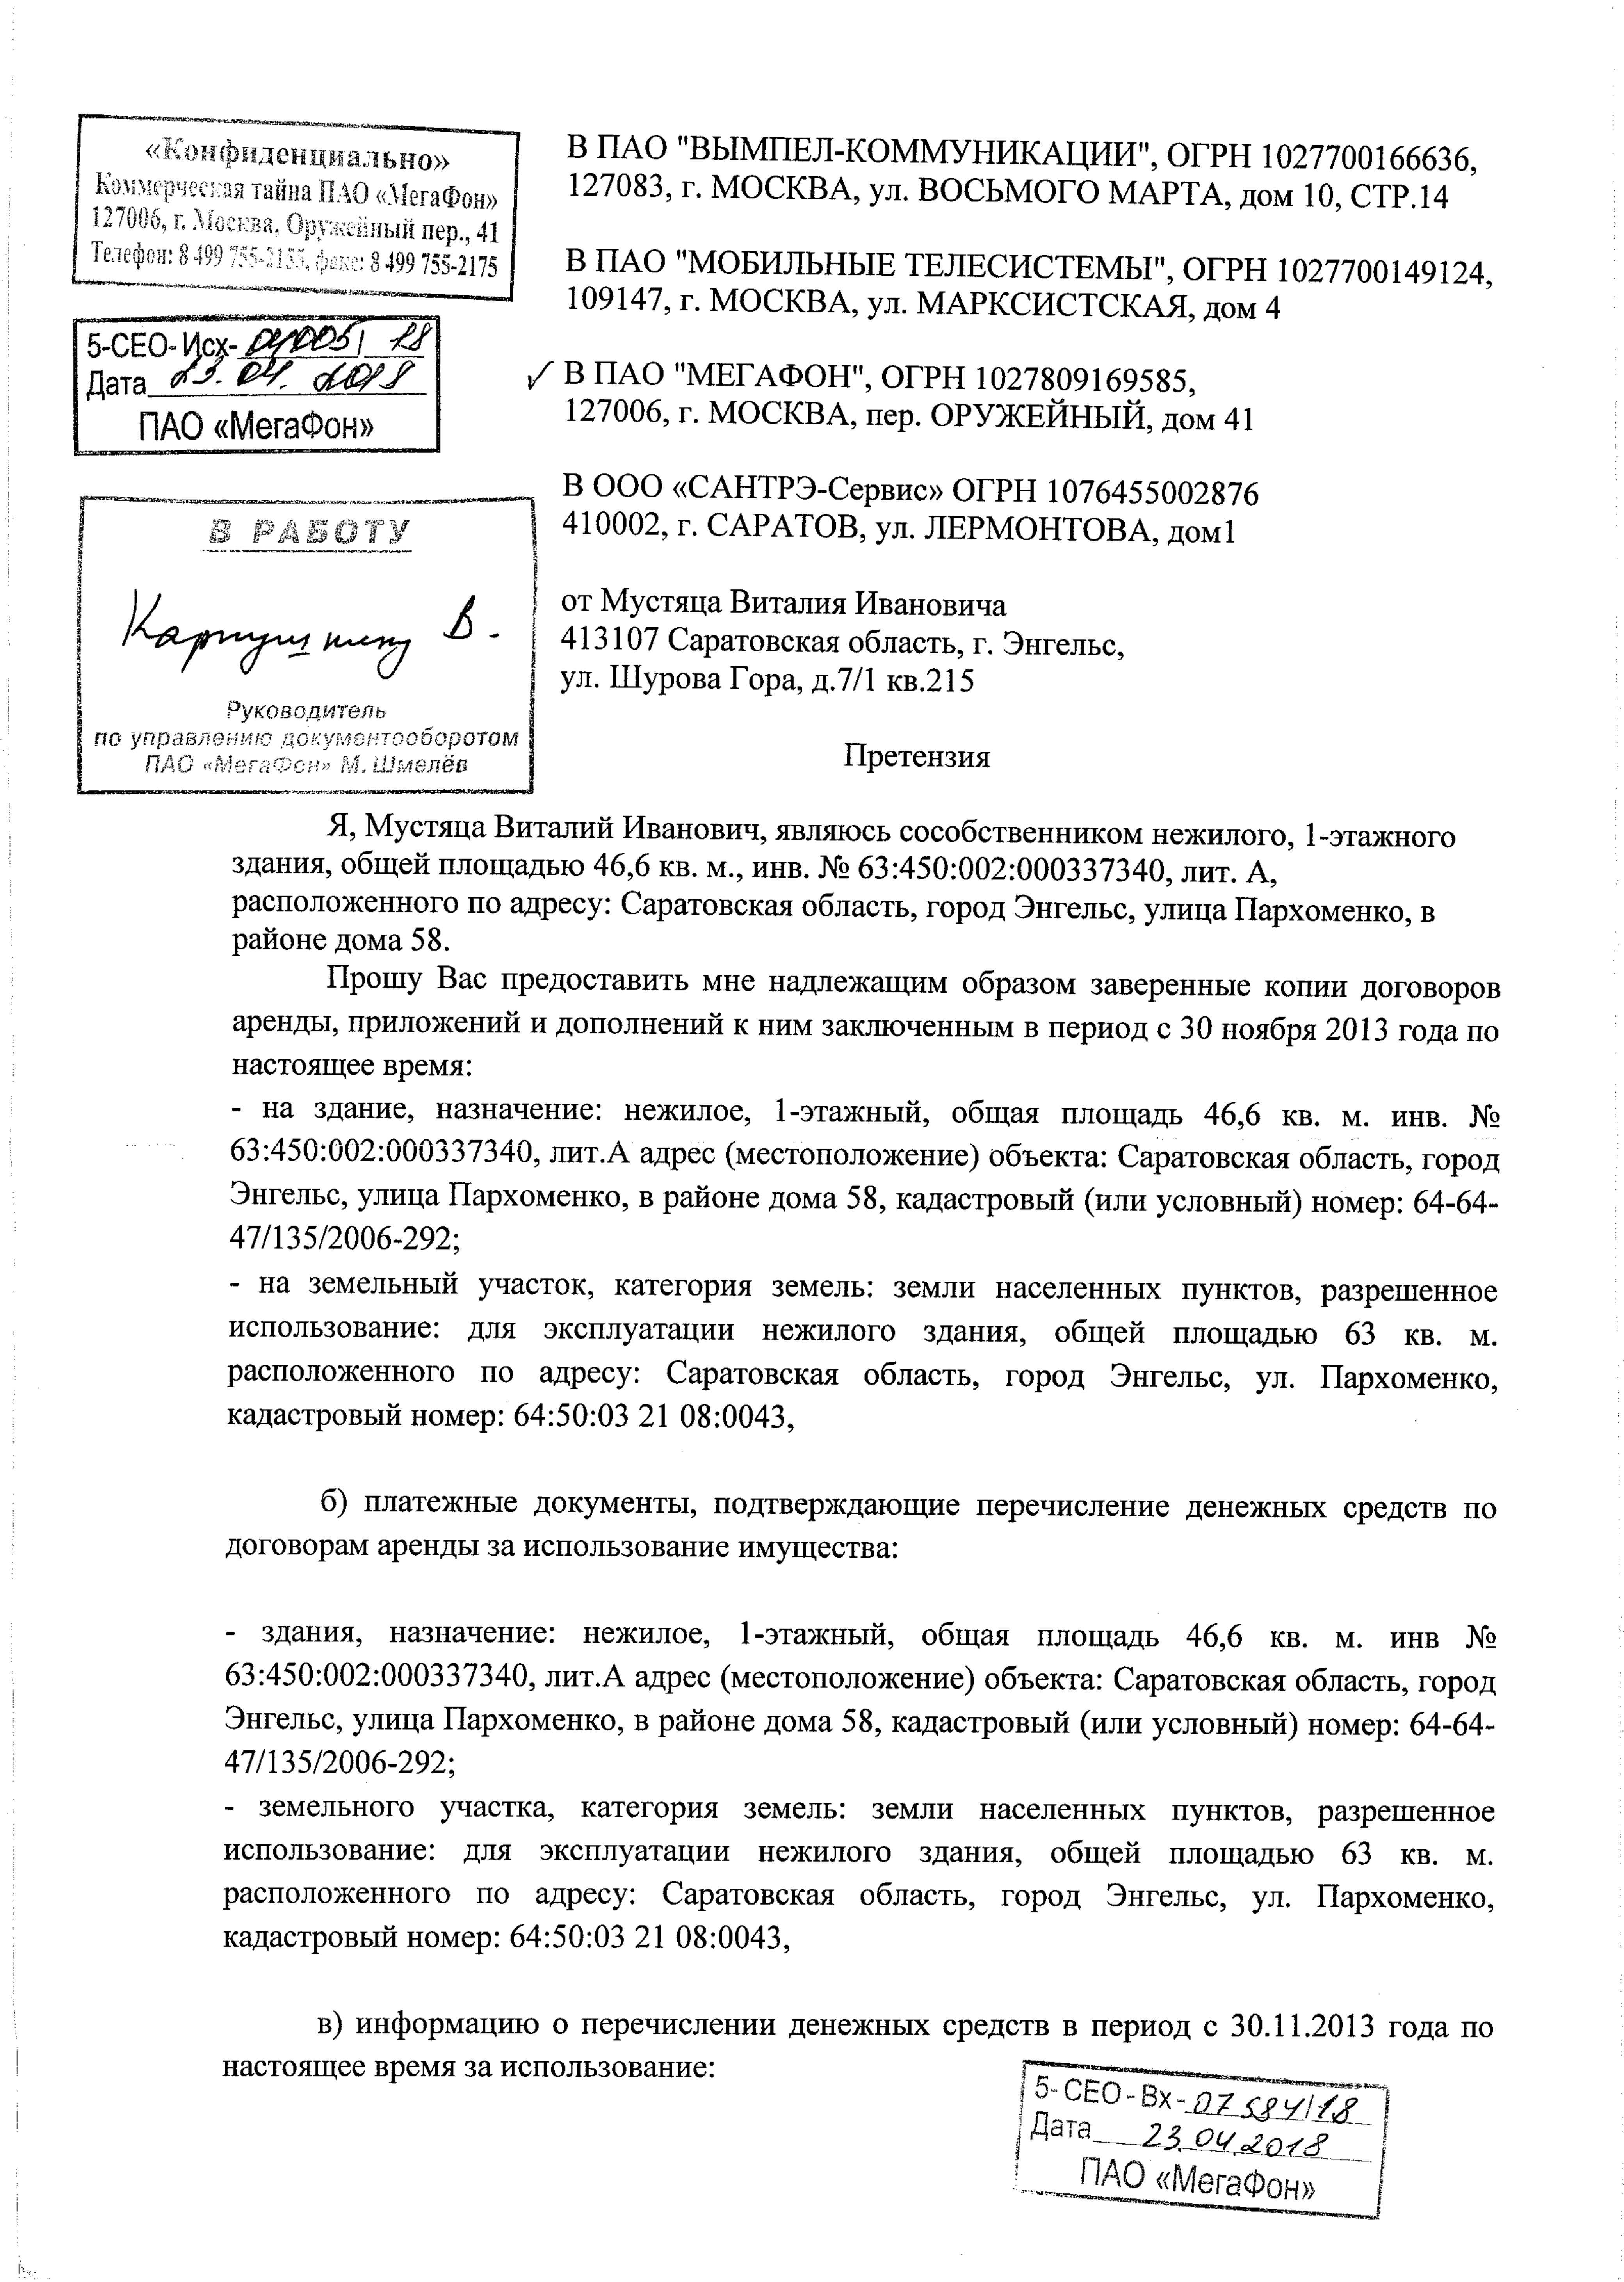 «Конфиденциально»
Коммерческая тайна ПАО «МегаФон»
127006, г. Москва, Оружейный пер., 41
Телефон: 8 499 755-2155, факс: 8 499 755-2175
5-СЕО-Исх- 18
Дата 23.04.2018
ПАО «МегаФон»
В РАБОТУ
В.
Руководитель
по управлению документооборотом
ПАО «МегаФон» М. Шмелёв
В ПАО "ВЫМПЕЛ-КОММУНИКАЦИИ", ОГРН 1027700166636,
127083, г. МОСКВА, ул. ВОСЬМОГО МАРТА, дом 10, СТР.14
В ПАО "МОБИЛЬНЫЕ ТЕЛЕСИСТЕМЫ", ОГРН 1027700149124,
109147, г. МОСКВА, ул. МАРКСИСТСКАЯ, дом 4
✓ В ПАО "МЕГАФОН", ОГРН 1027809169585,
127006, г. МОСКВА, пер. ОРУЖЕЙНЫЙ, дом 41
В ООО «САНТРЭ-Сервис» ОГРН 1076455002876
410002, г. САРАТОВ, ул. ЛЕРМОНТОВА, дом1
от Мустяца Виталия Ивановича
413107 Саратовская область, г. Энгельс,
ул. Шурова Гора, д.7/1 кв.215
Претензия
Я, Мустяца Виталий Иванович, являюсь сособственником нежилого, 1-этажного
здания, общей площадью 46,6 кв. м., инв. № 63:450:002:000337340, лит. А,
расположенного по адресу: Саратовская область, город Энгельс, улица Пархоменко, в
районе дома 58.
Прошу Вас предоставить мне надлежащим образом заверенные копии договоров
аренды, приложений и дополнений к ним заключенным в период с 30 ноября 2013 года по
настоящее время:
- на здание, назначение: нежилое, 1-этажный, общая площадь 46,6 кв. м. инв. №
63:450:002:000337340, лит.А адрес (местоположение) объекта: Саратовская область, город
Энгельс, улица Пархоменко, в районе дома 58, кадастровый (или условный) номер: 64-64-
47/135/2006-292;
- на земельный участок, категория земель: земли населенных пунктов, разрешенное
использование: для эксплуатации нежилого здания, общей площадью 63 кв. м.
расположенного по адресу: Саратовская область, город Энгельс, ул. Пархоменко,
кадастровый номер: 64:50:03 21 08:0043,
б) платежные документы, подтверждающие перечисление денежных средств по
договорам аренды за использование имущества:
- здания, назначение: нежилое, 1-этажный, общая площадь 46,6 кв. м. инв №
63:450:002:000337340, лит.А адрес (местоположение) объекта: Саратовская область, город
Энгельс, улица Пархоменко, в районе дома 58, кадастровый (или условный) номер: 64-64-
47/135/2006-292;
- земельного участка, категория земель: земли населенных пунктов, разрешенное
использование: для эксплуатации нежилого здания, общей площадью 63 кв. м.
расположенного по адресу: Саратовская область, город Энгельс, ул. Пархоменко,
кадастровый номер: 64:50:03 21 08:0043,
в) информацию о перечислении денежных средств в период с 30.11.2013 года по
настоящее время за использование:
5-СЕО-Вх-07584/18
Дата 23.04.2018
ПАО «МегаФон»